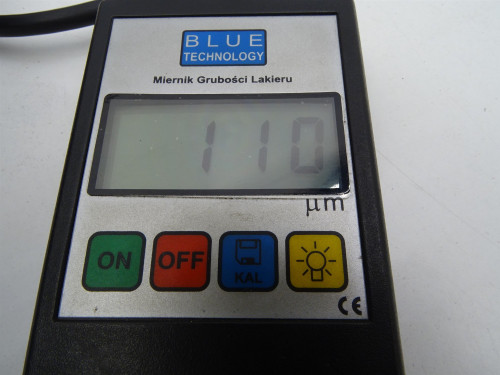 BLUE
TECHNOLOGY
Miernik Grubości Lakieru
110
µm
ON
OFF
KAL
CE